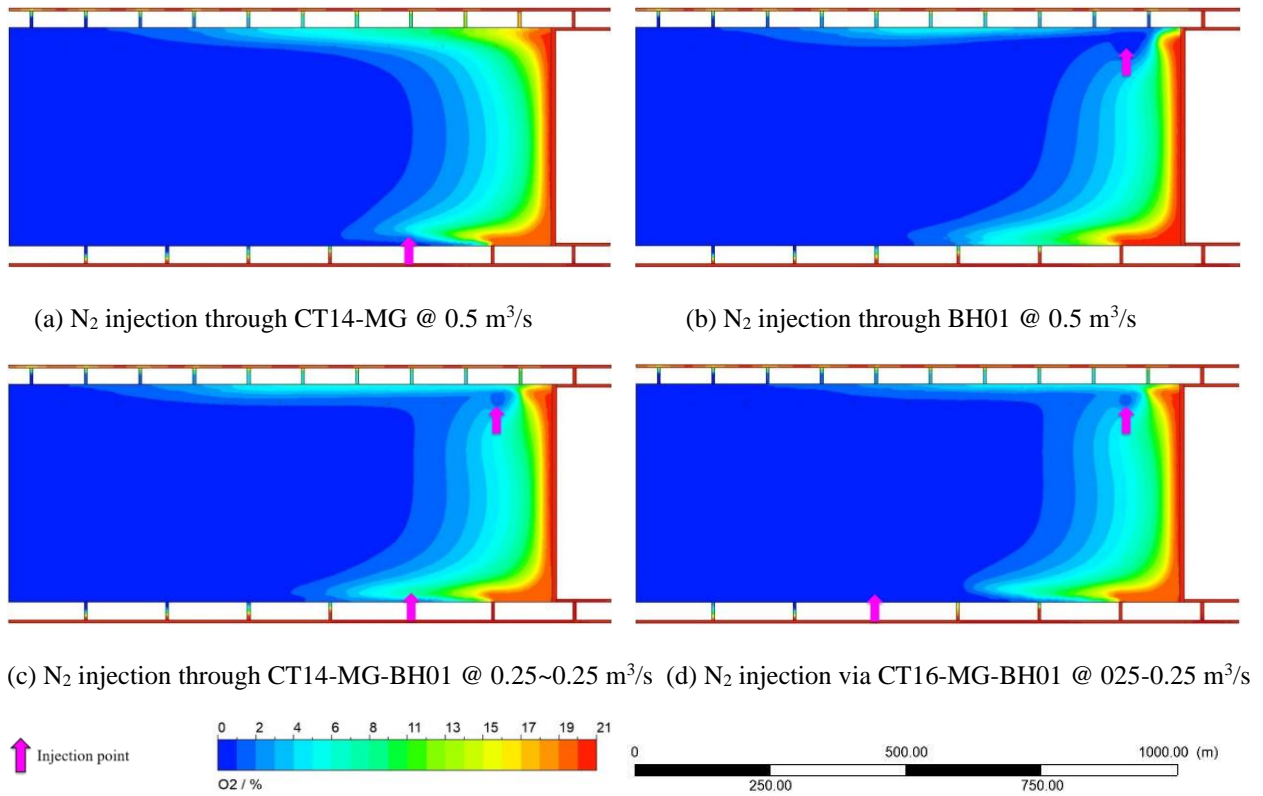 (a) N₂ injection through CT14-MG @ 0.5 m³/s
(b) N₂ injection through BH01 @ 0.5 m³/s
(c) N₂ injection through CT14-MG-BH01 @ 0.25~0.25 m³/s
(d) N₂ injection via CT16-MG-BH01 @ 025-0.25 m³/s
Injection point
0 2 4 6 8 11 13 15 17 19 21
O2 / %
0 500.00 1000.00 (m)
250.00 750.00